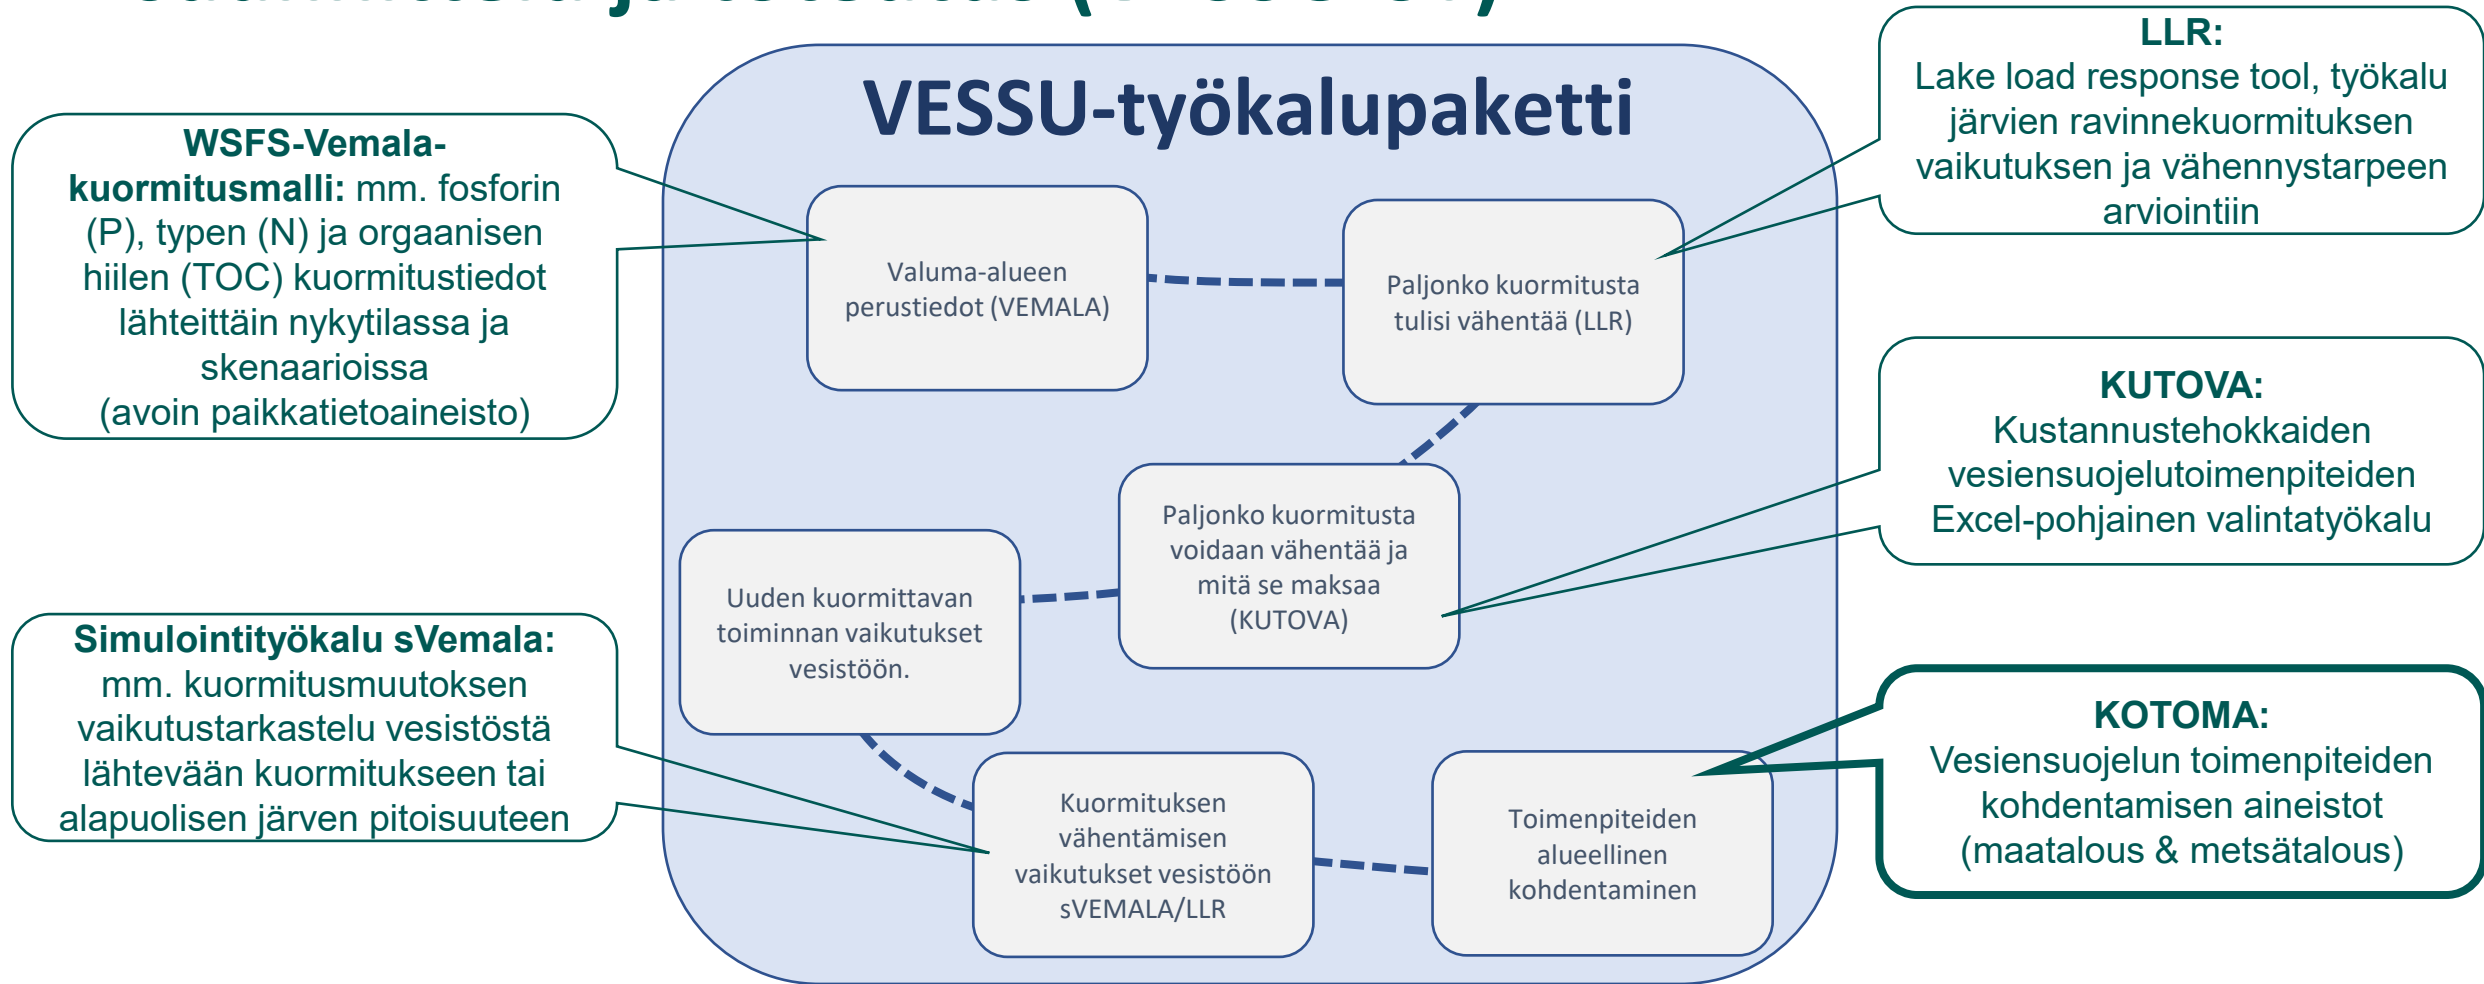 VESSU-työkalupaketti
WSFS-Vemala-
kuormitusmalli: mm. fosforin
(P), typen (N) ja orgaanisen
hiilen (TOC) kuormitustiedot
lähteittäin nykytilassa ja
skenaarioissa
(avoin paikkatietoaineisto)
Valuma-alueen
perustiedot (VEMALA)
Paljonko kuormitusta
tulisi vähentää (LLR)
LLR:
Lake load response tool, työkalu
järvien ravinnekuormituksen
vaikutuksen ja vähennystarpeen
arviointiin
Paljonko kuormitusta
voidaan vähentää ja
mitä se maksaa
(KUTOVA)
KUTOVA:
Kustannustehokkaiden
vesiensuojelutoimenpiteiden
Excel-pohjainen valintatyökalu
Uuden kuormittavan
toiminnan vaikutukset
vesistöön.
Simulointityökalu sVemala:
mm. kuormitusmuutoksen
vaikutustarkastelu vesistöstä
lähtevään kuormitukseen tai
alapuolisen järven pitoisuuteen
Kuormituksen
vähentämisen
vaikutukset vesistöön
sVEMALA/LLR
Toimenpiteiden
alueellinen
kohdentaminen
KOTOMA:
Vesiensuojelun toimenpiteiden
kohdentamisen aineistot
(maatalous & metsätalous)